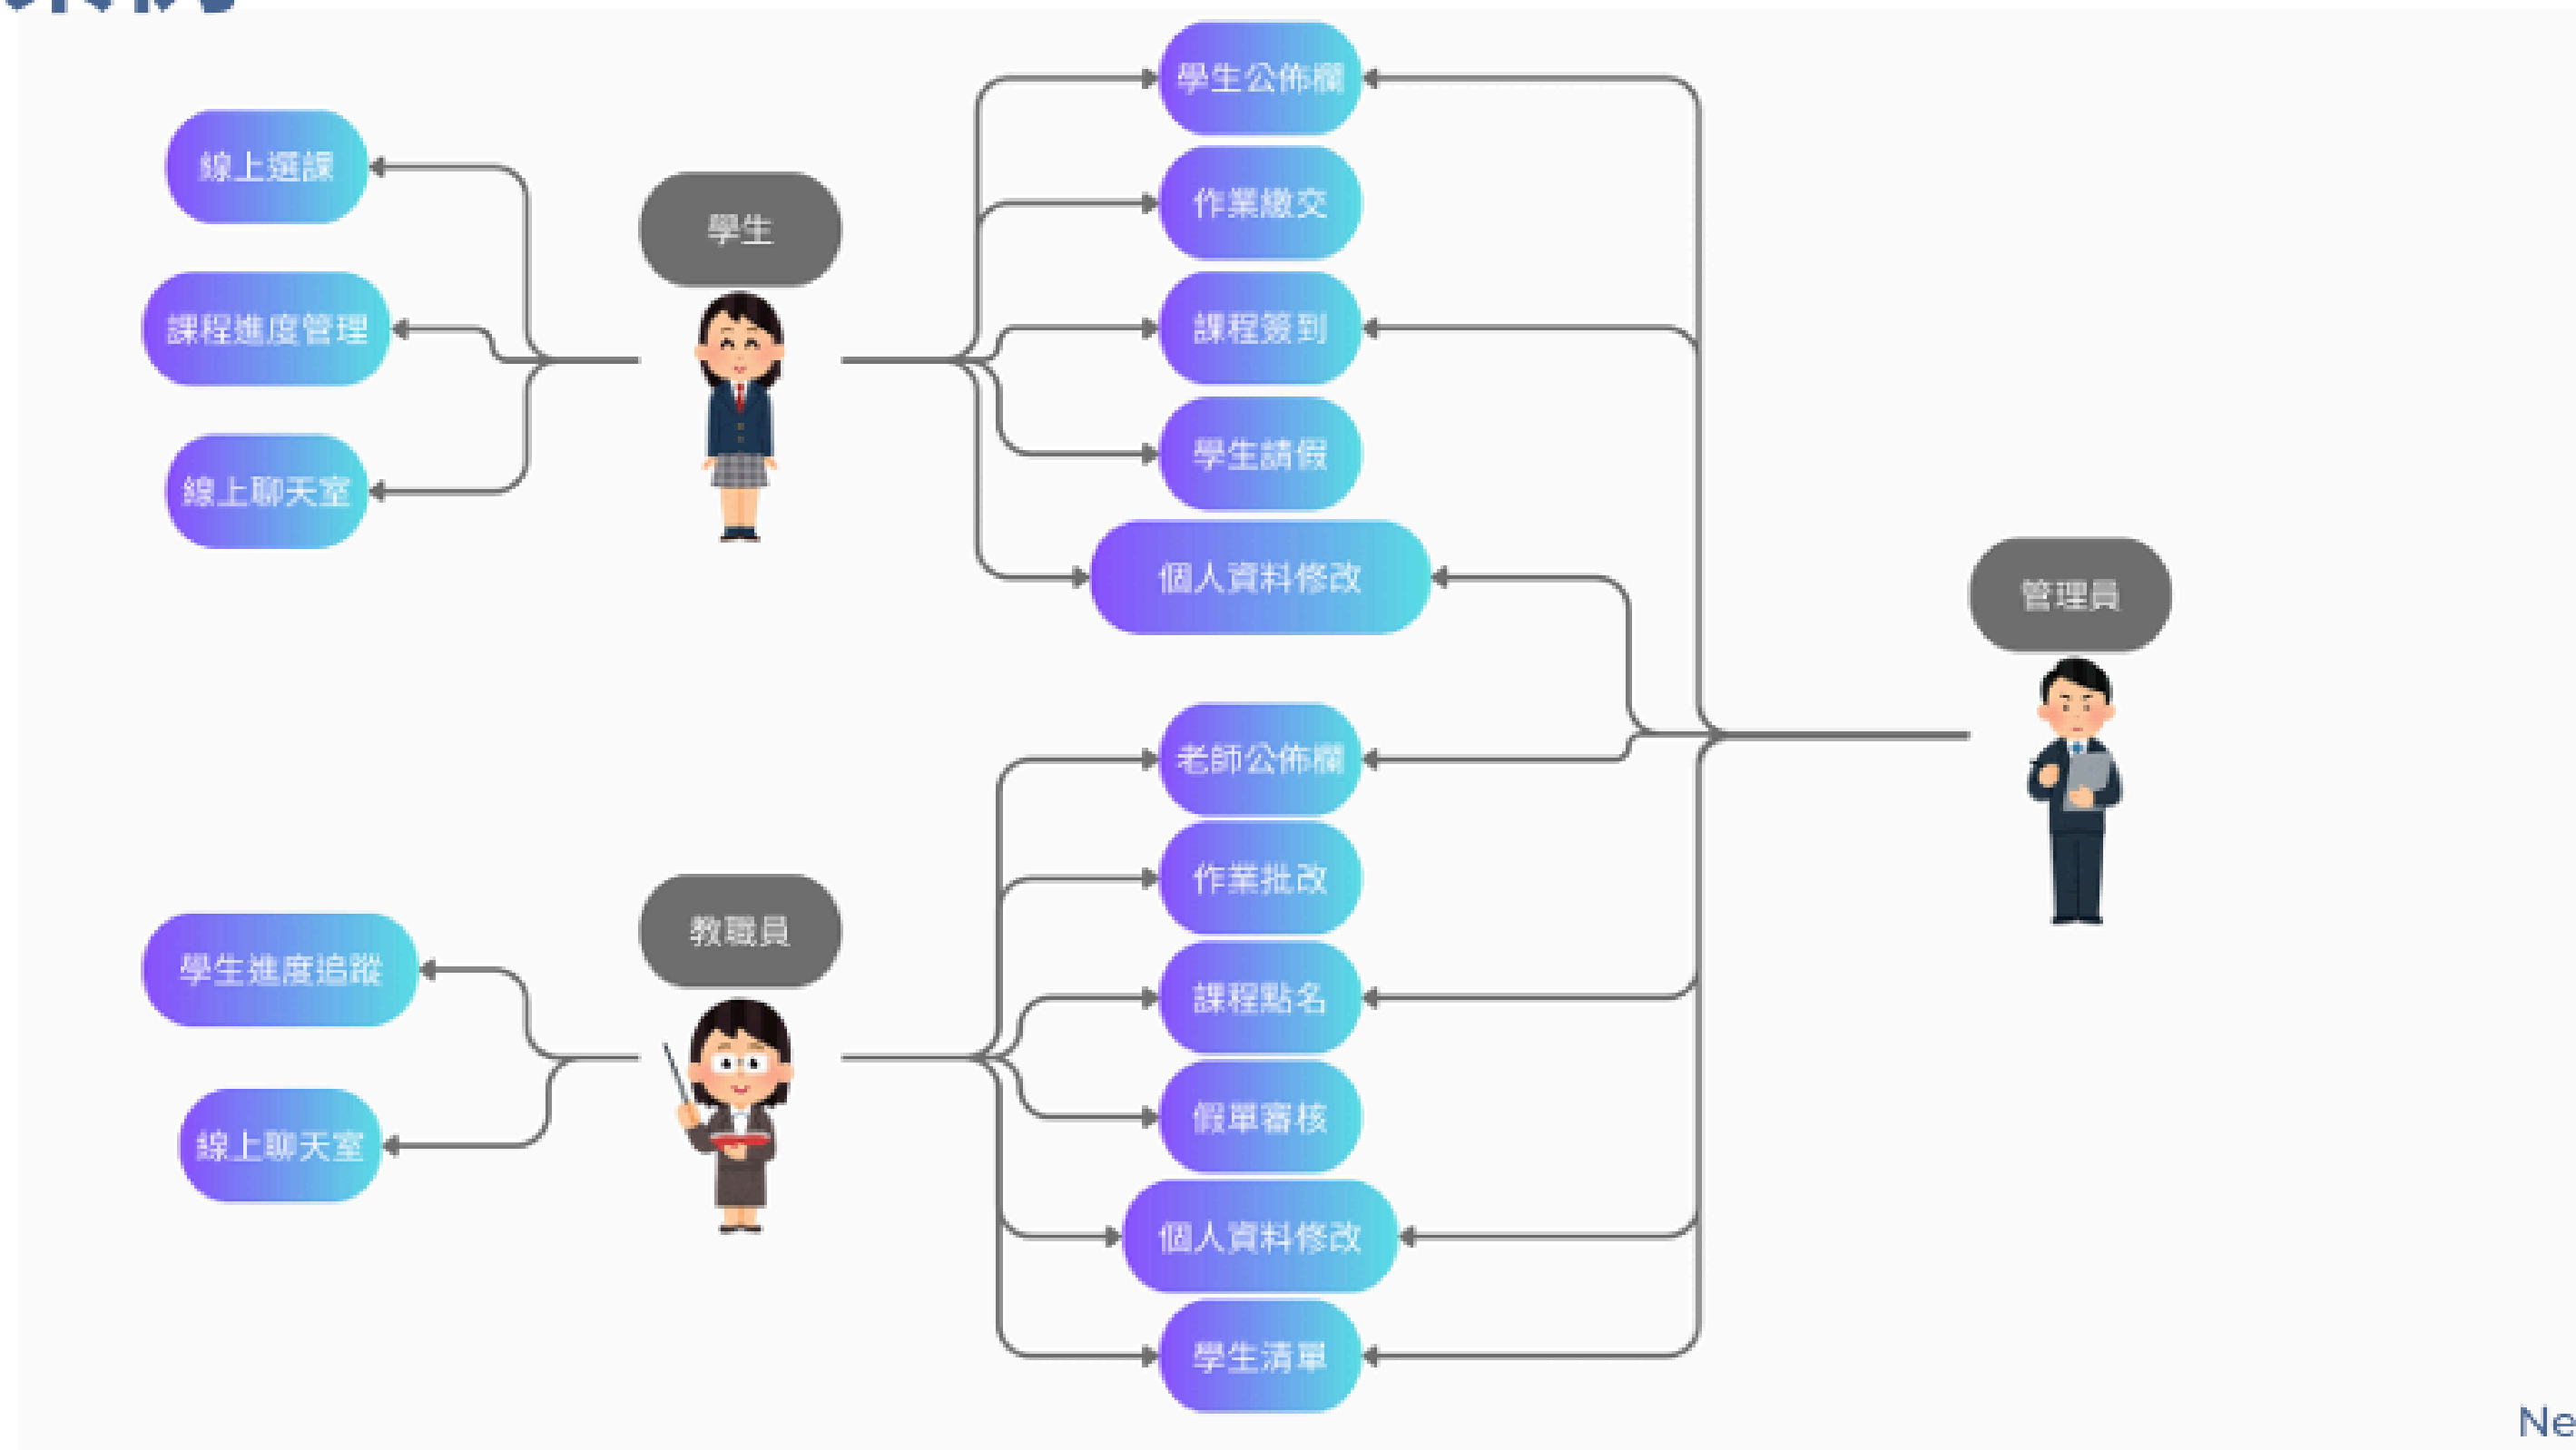 學生公佈欄
線上選課
作業繳交
學生
課程進度管理
課程簽到
學生請假
線上聊天室
個人資料修改
管理員
老師公佈欄
作業批改
教職員
學生進度追蹤
課程點名
假單審核
線上聊天室
個人資料修改
學生清單
Ne